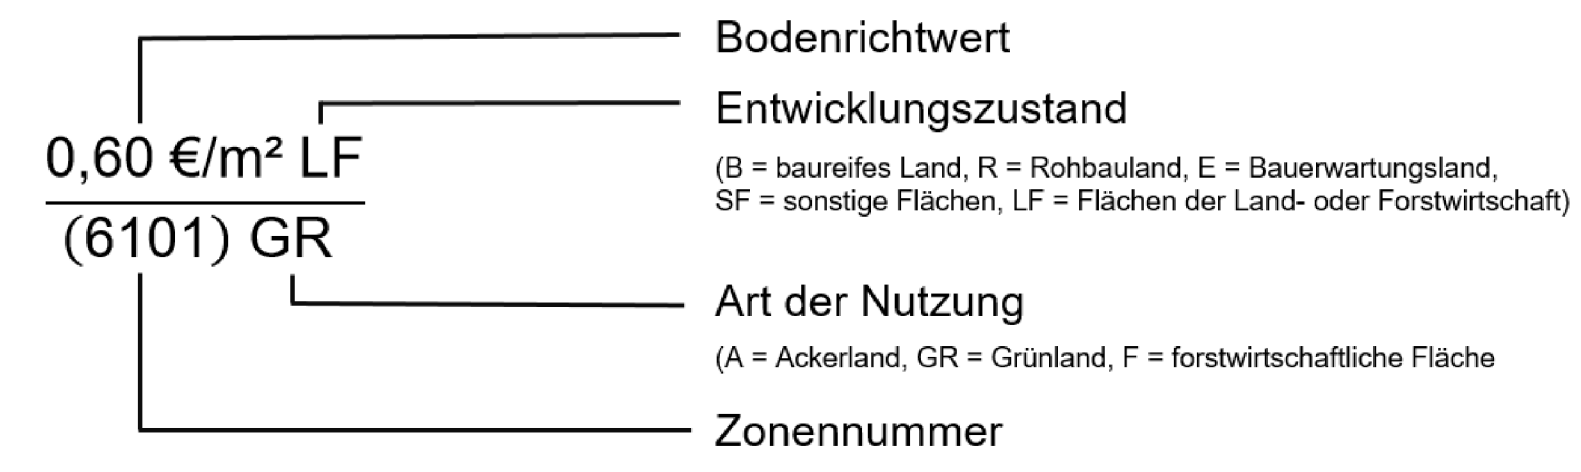 Bodenrichtwert
Entwicklungszustand
0,60 €/m² LF
(B = baureifes Land, R = Rohbauland, E = Bauerwartungsland,
SF = sonstige Flächen, LF = Flächen der Land- oder Forstwirtschaft)
(6101) GR
Art der Nutzung
(A = Ackerland, GR = Grünland, F = forstwirtschaftliche Fläche
Zonennummer